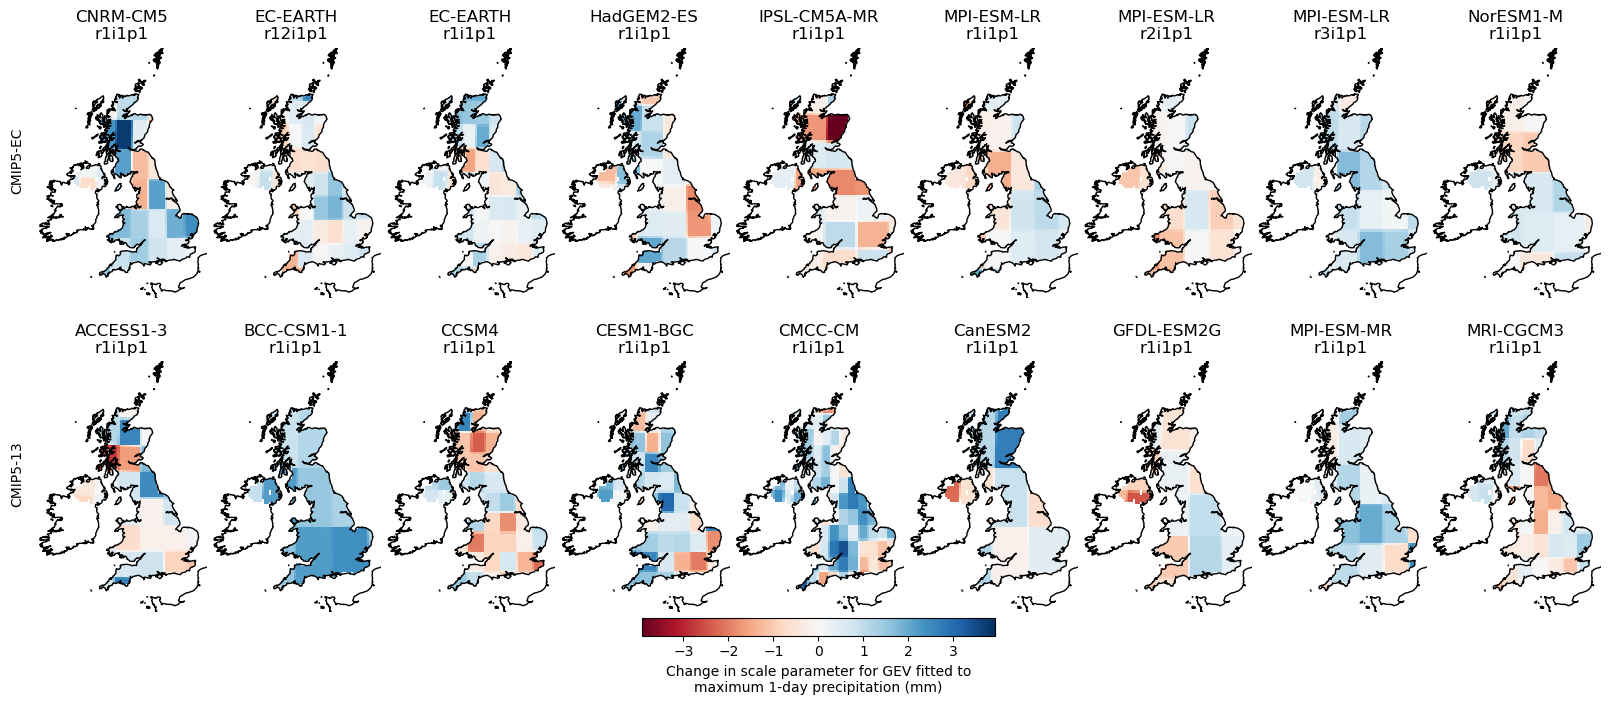 CNRM-CM5
r1i1p1
EC-EARTH
r12i1p1
EC-EARTH
r1i1p1
HadGEM2-ES
r1i1p1
IPSL-CM5A-MR
r1i1p1
MPI-ESM-LR
r1i1p1
MPI-ESM-LR
r2i1p1
MPI-ESM-LR
r3i1p1
NorESM1-M
r1i1p1
CMIP5-EC
ACCESS1-3
r1i1p1
BCC-CSM1-1
r1i1p1
CCSM4
r1i1p1
CESM1-BGC
r1i1p1
CMCC-CM
r1i1p1
CanESM2
r1i1p1
GFDL-ESM2G
r1i1p1
MPI-ESM-MR
r1i1p1
MRI-CGCM3
r1i1p1
CMIP5-13
−3 −2 −1 0 1 2 3
Change in scale parameter for GEV fitted to
maximum 1-day precipitation (mm)